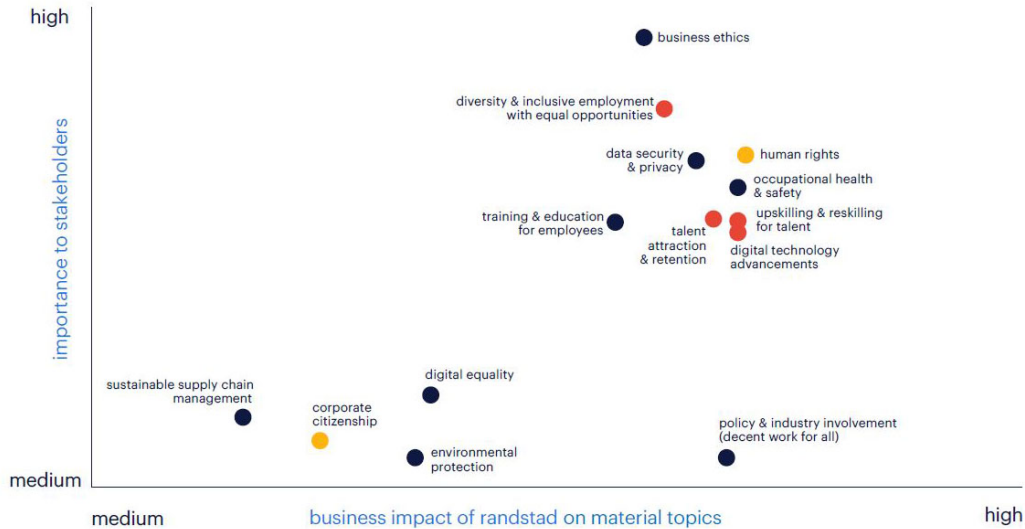 high
business ethics
diversity & inclusive employment
with equal opportunities
data security
& privacy
human rights
occupational health
& safety
training & education
for employees
talent
attraction
& retention
upskilling & reskilling
for talent
digital technology
advancements
importance to stakeholders
digital equality
sustainable supply chain
management
corporate
citizenship
environmental
protection
policy & industry involvement
(decent work for all)
medium
medium
business impact of randstad on material topics
high